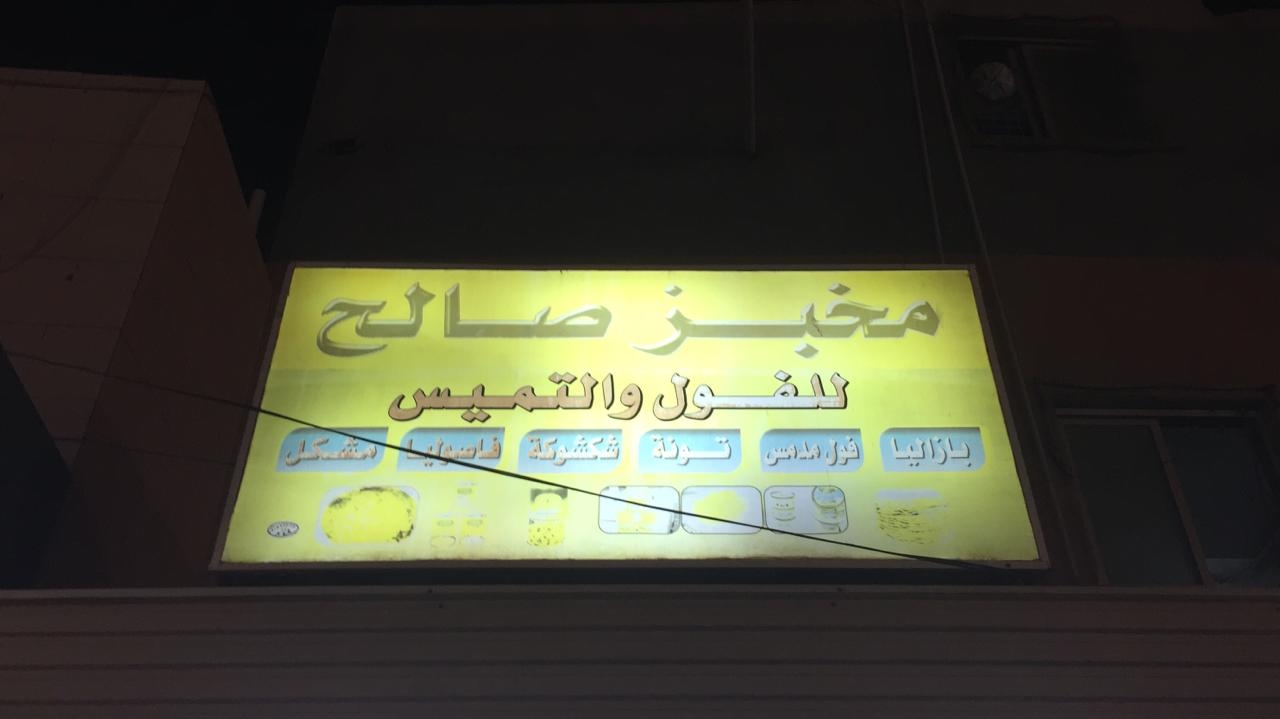 مخبز صالح
للفول والتميس
بازاليا فول مدمس تونة شكشوكة فاصوليا مشكل